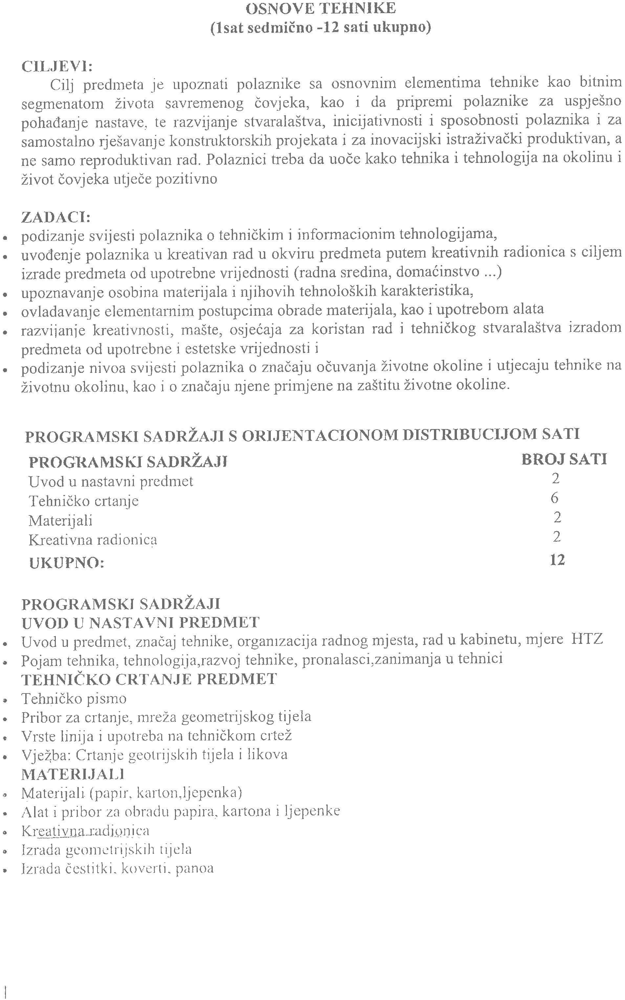 OSNOVE TEHNIKE
(1sat sedmično -12 sati ukupno)
CILJEVI:
Cilj predmeta je upoznati polaznike sa osnovnim elementima tehnike kao bitnim
segmenatom života savremenog čovjeka, kao i da pripremi polaznike za uspješno
pohađanje nastave, te razvijanje stvaralaštva, inicijativnosti i sposobnosti polaznika i za
samostalno rješavanje konstruktorskih projekata i za inovacijski istraživački produktivan, a
ne samo reproduktivan rad. Polaznici treba da uoče kako tehnika i tehnologija na okolinu i
život čovjeka utječe pozitivno
ZADACI:
• podizanje svijesti polaznika o tehničkim i informacionim tehnologijama,
• uvođenje polaznika u kreativan rad u okviru predmeta putem kreativnih radionica s ciljem
izrade predmeta od upotrebne vrijednosti (radna sredina, domaćinstvo ...)
• upoznavanje osobina materijala i njihovih tehnoloških karakteristika,
• ovladavanje elementarnim postupcima obrade materijala, kao i upotrebom alata
• razvijanje kreativnosti, mašte, osjećaja za koristan rad i tehničkog stvaralaštva izradom
predmeta od upotrebne i estetske vrijednosti i
• podizanje nivoa svijesti polaznika o značaju očuvanja životne okoline i utjecaju tehnike na
životnu okolinu, kao i o značaju njene primjene na zaštitu životne okoline.
PROGRAMSKI SADRŽAJI S ORIJENTACIONOM DISTRIBUCIJOM SATI
PROGRAMSKI SADRŽAJI BROJ SATI
Uvod u nastavni predmet 2
Tehničko crtanje 6
Materijali 2
Kreativna radionica 2
UKUPNO: 12
PROGRAMSKI SADRŽAJI
UVOD U NASTAVNI PREDMET
• Uvod u predmet, značaj tehnike, organizacija radnog mjesta, rad u kabinetu, mjere HTZ
• Pojam tehnika, tehnologija,razvoj tehnike, pronalasci,zanimanja u tehnici
TEHNIČKO CRTANJE PREDMET
• Tehničko pismo
• Pribor za crtanje, mreža geometrijskog tijela
• Vrste linija i upotreba na tehničkom crtež
• Vježba: Crtanje geotrijskih tijela i likova
MATERIJALI
• Materijali (papir, karton,ljepenka)
• Alat i pribor za obradu papira, kartona i ljepenke
• Kreativna radionica
• Izrada geometrijskih tijela
• Izrada čestitki, koverti, panoa